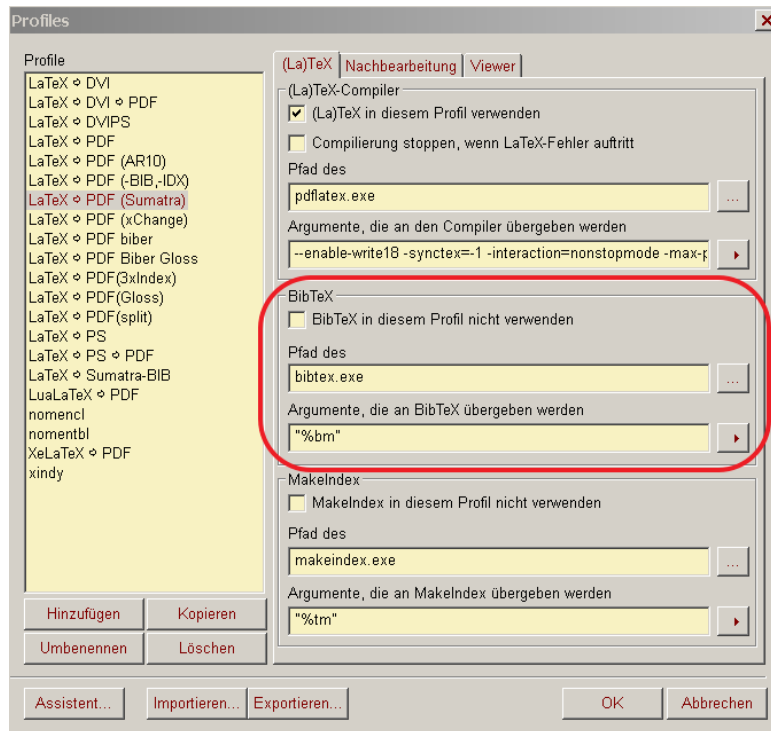 Profiles
Profile
LaTeX ⇨ DVI
LaTeX ⇨ DVI ⇨ PDF
LaTeX ⇨ DVIPS
LaTeX ⇨ PDF
LaTeX ⇨ PDF (AR10)
LaTeX ⇨ PDF (-BIB,-IDX)
LaTeX ⇨ PDF (Sumatra)
LaTeX ⇨ PDF (xChange)
LaTeX ⇨ PDF biber
LaTeX ⇨ PDF Biber Gloss
LaTeX ⇨ PDF(3xIndex)
LaTeX ⇨ PDF(Gloss)
LaTeX ⇨ PDF(split)
LaTeX ⇨ PS
LaTeX ⇨ PS ⇨ PDF
LaTeX ⇨ Sumatra-BIB
LuaLaTeX ⇨ PDF
nomencl
nomentbl
XeLaTeX ⇨ PDF
xindy
Hinzufügen Kopieren
Umbenennen Löschen
(La)TeX Nachbearbeitung Viewer
(La)TeX-Compiler
(La)TeX in diesem Profil verwenden
Compilierung stoppen, wenn LaTeX-Fehler auftritt
Pfad des
pdflatex.exe ...
Argumente, die an den Compiler übergeben werden
--enable-write18 -synctex=-1 -interaction=nonstopmode -max-p
BibTeX
BibTeX in diesem Profil nicht verwenden
Pfad des
bibtex.exe ...
Argumente, die an BibTeX übergeben werden
"%bm"
MakeIndex
MakeIndex in diesem Profil nicht verwenden
Pfad des
makeindex.exe ...
Argumente, die an MakeIndex übergeben werden
"%tm"
Assistent... Importieren... Exportieren... OK Abbrechen